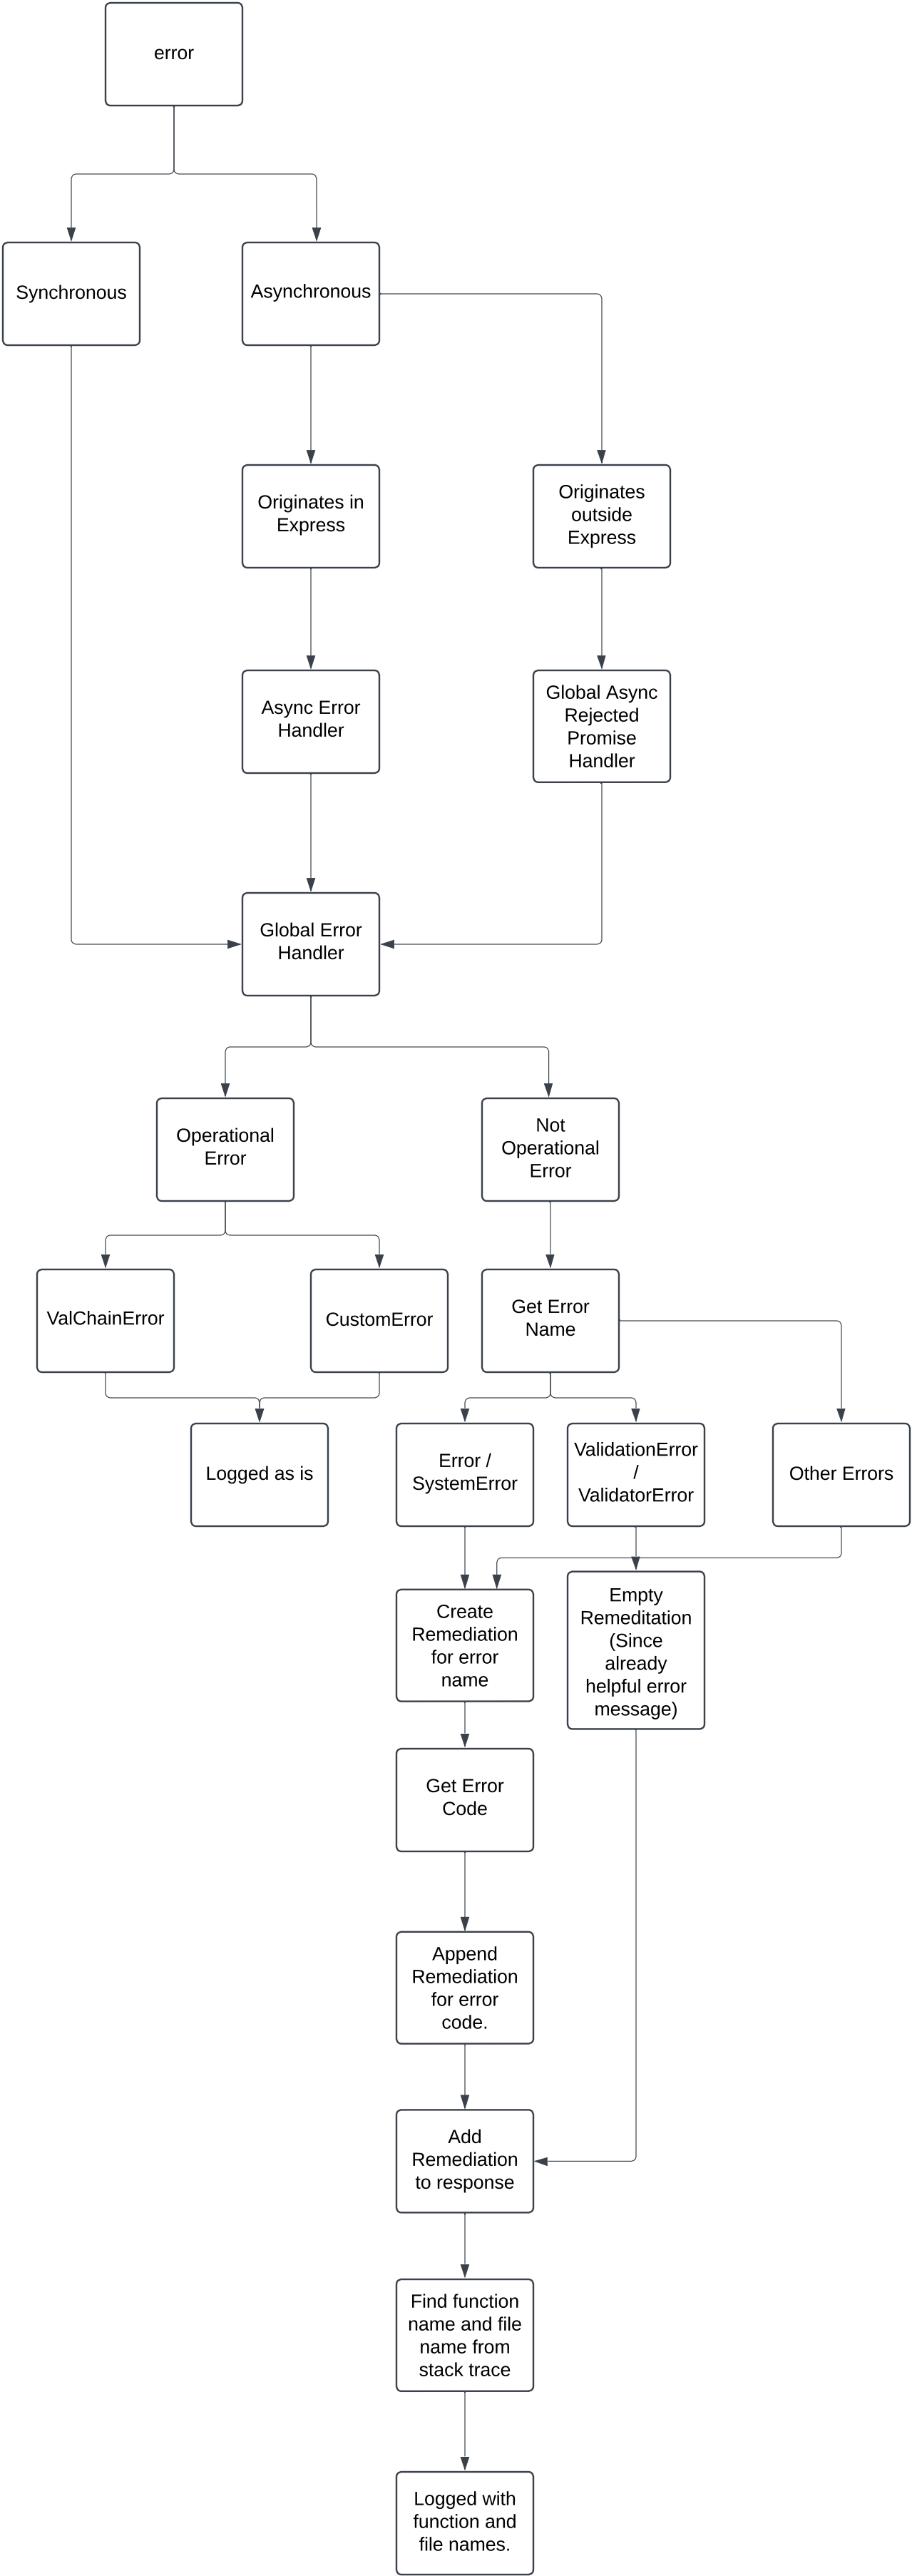 error
Synchronous
Asynchronous
Originates in
Express
Originates
outside
Express
Async Error
Handler
Global Async
Rejected
Promise
Handler
Global Error
Handler
Operational
Error
Not
Operational
Error
ValChainError
CustomError
Get Error
Name
Logged as is
Error /
SystemError
ValidationError
/
ValidatorError
Other Errors
Create
Remediation
for error
name
Empty
Remeditation
(Since
already
helpful error
message)
Get Error
Code
Append
Remediation
for error
code.
Add
Remediation
to response
Find function
name and file
name from
stack trace
Logged with
function and
file names.